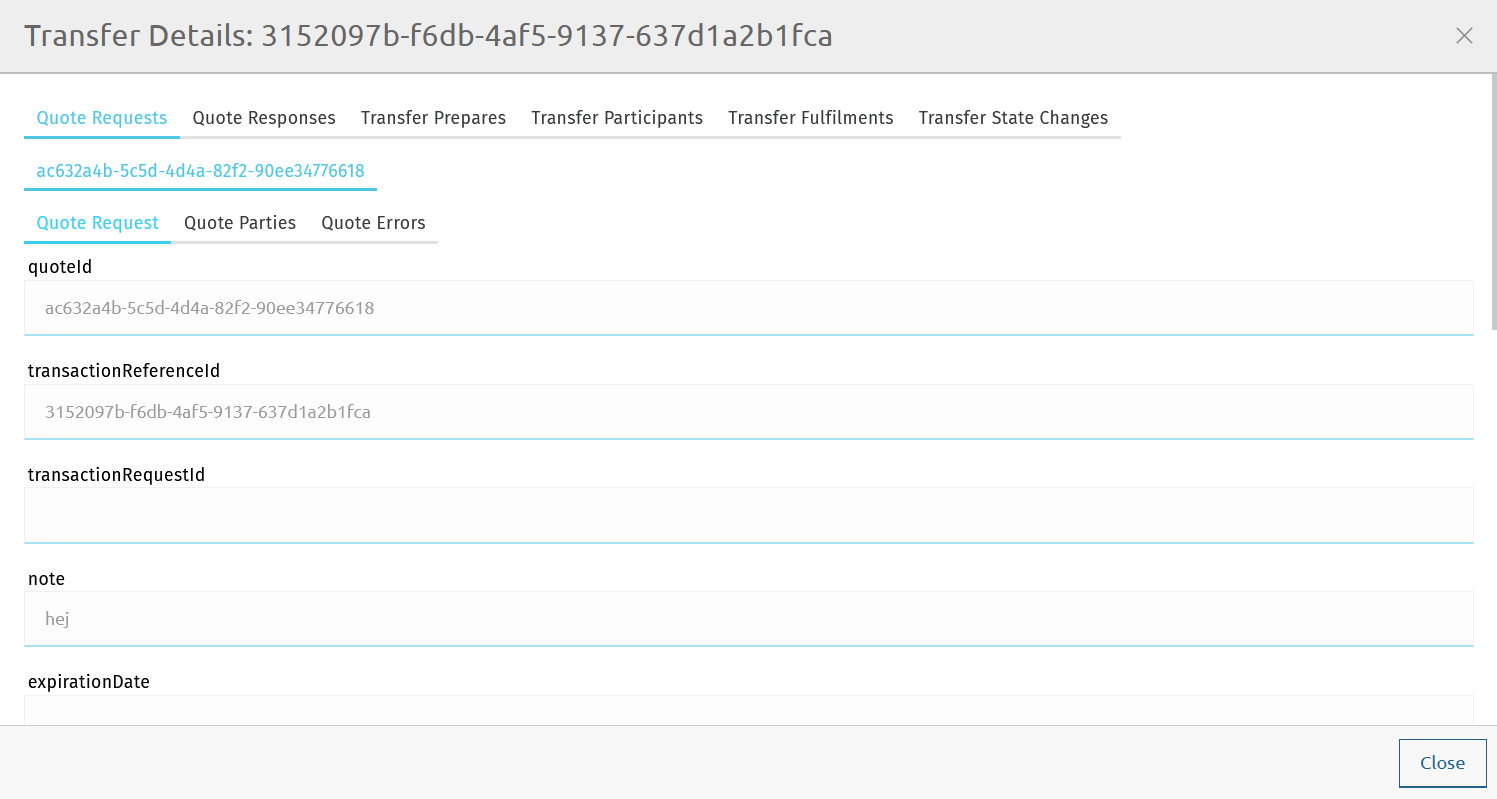 Transfer Details: 3152097b-f6db-4af5-9137-637d1a2b1fca
Quote Requests Quote Responses Transfer Prepares Transfer Participants Transfer Fulfilments Transfer State Changes
ac632a4b-5c5d-4d4a-82f2-90ee34776618
Quote Request Quote Parties Quote Errors
quoteId
ac632a4b-5c5d-4d4a-82f2-90ee34776618
transactionReferenceId
3152097b-f6db-4af5-9137-637d1a2b1fca
transactionRequestId
note
hej
expirationDate
Close